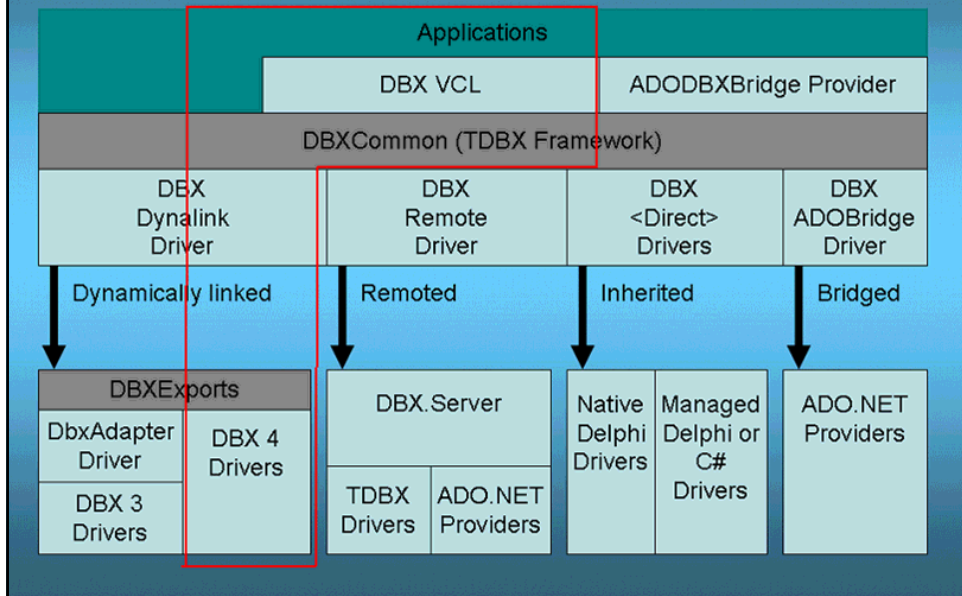 Applications
DBX VCL
ADODBXBridge Provider
DBXCommon (TDBX Framework)
DBX
Dynalink
Driver
DBX
Remote
Driver
DBX
<Direct>
Drivers
DBX
ADOBridge
Driver
Dynamically linked
Remoted
Inherited
Bridged
DBXExports
DbxAdapter
Driver
DBX 3
Drivers
DBX 4
Drivers
DBX.Server
TDBX
Drivers
ADO.NET
Providers
Native
Delphi
Drivers
Managed
Delphi or
C#
Drivers
ADO.NET
Providers